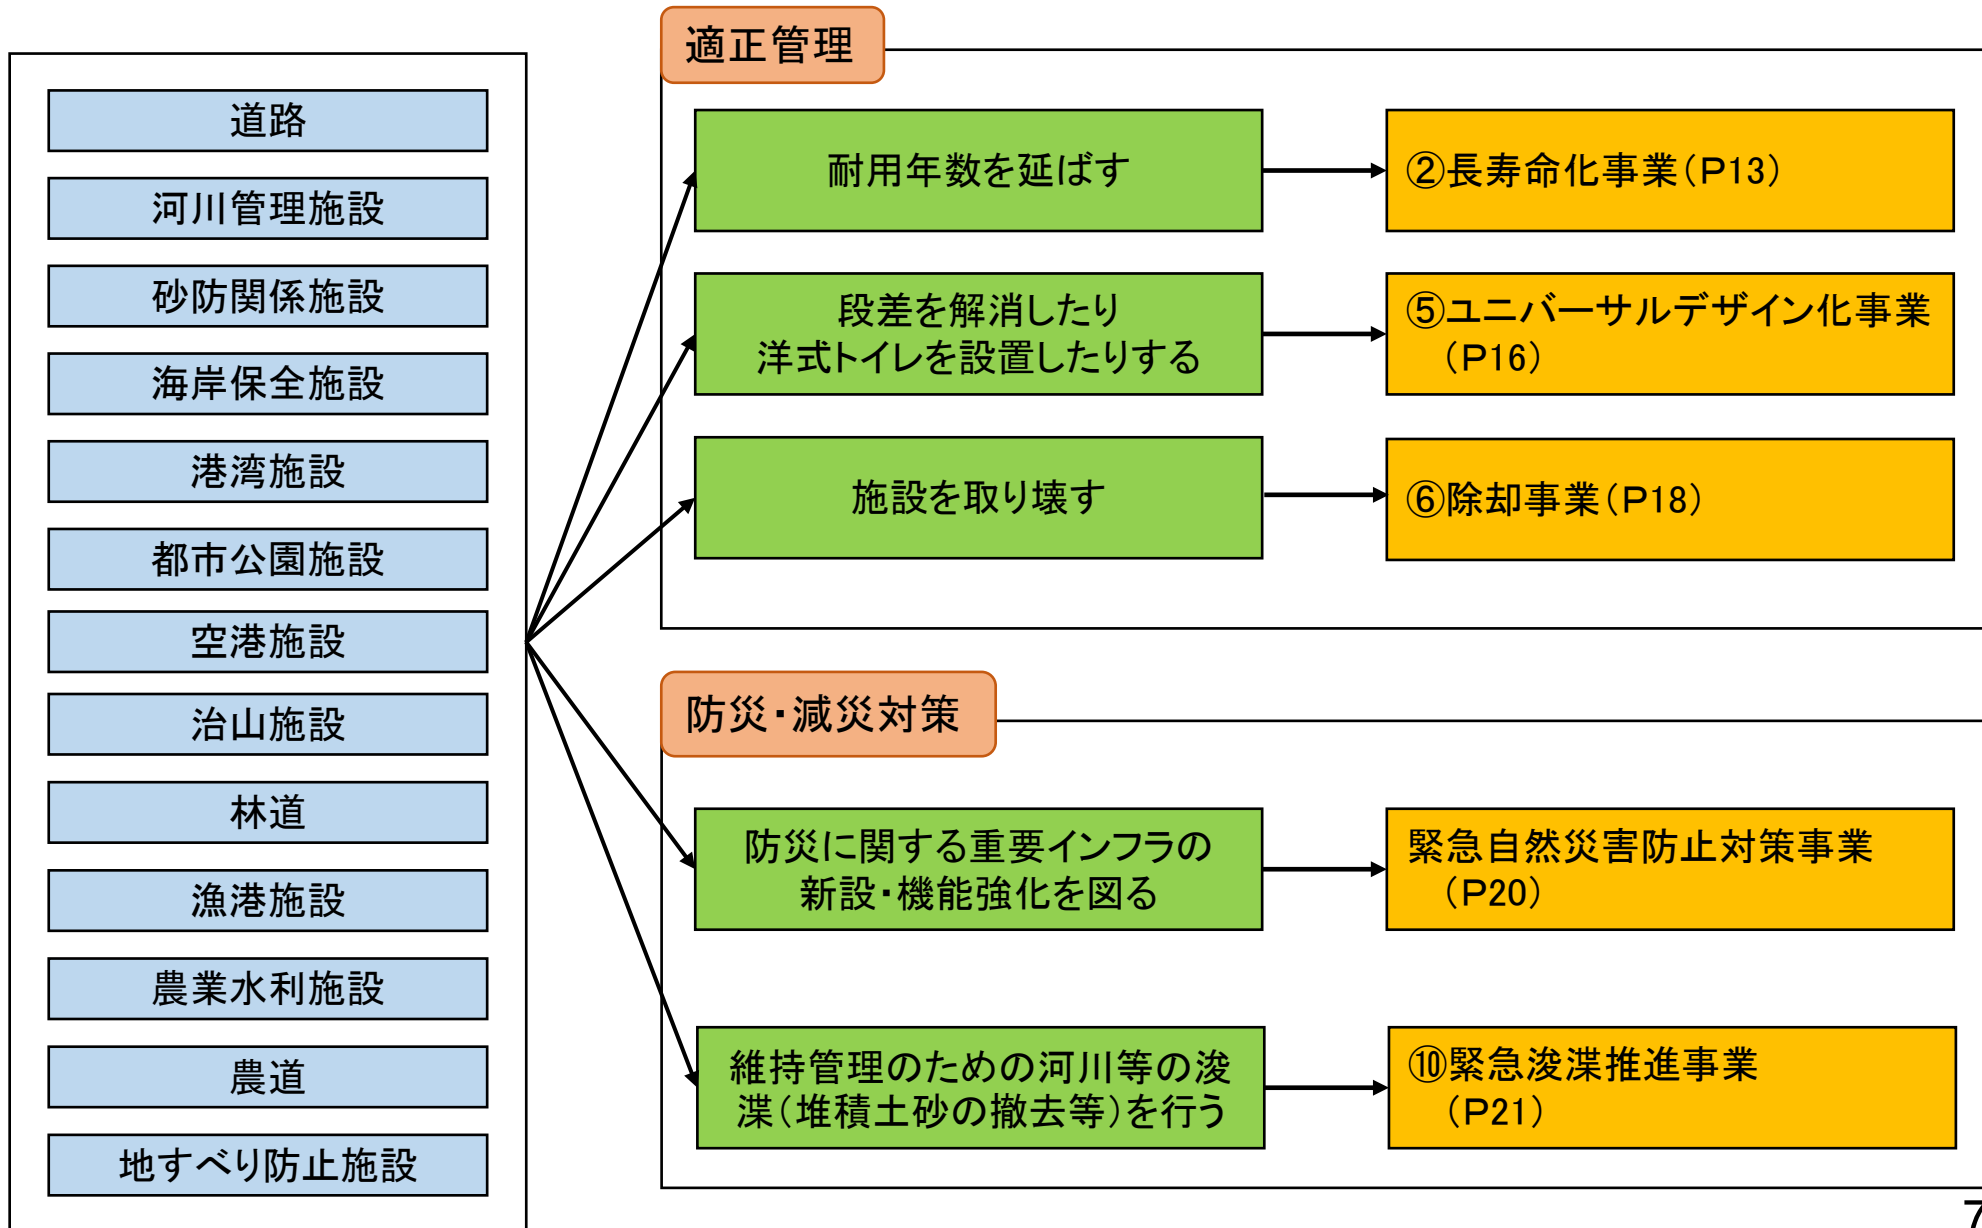 道路
河川管理施設
砂防関係施設
海岸保全施設
港湾施設
都市公園施設
空港施設
治山施設
林道
漁港施設
農業水利施設
農道
地すべり防止施設
適正管理
耐用年数を延ばす
②長寿命化事業（P13）
段差を解消したり
洋式トイレを設置したりする
⑤ユニバーサルデザイン化事業
（P16）
施設を取り壊す
⑥除却事業（P18）
防災・減災対策
防災に関する重要インフラの
新設・機能強化を図る
緊急自然災害防止対策事業
（P20）
維持管理のための河川等の浚
渫（堆積土砂の撤去等）を行う
⑩緊急浚渫推進事業
（P21）
7